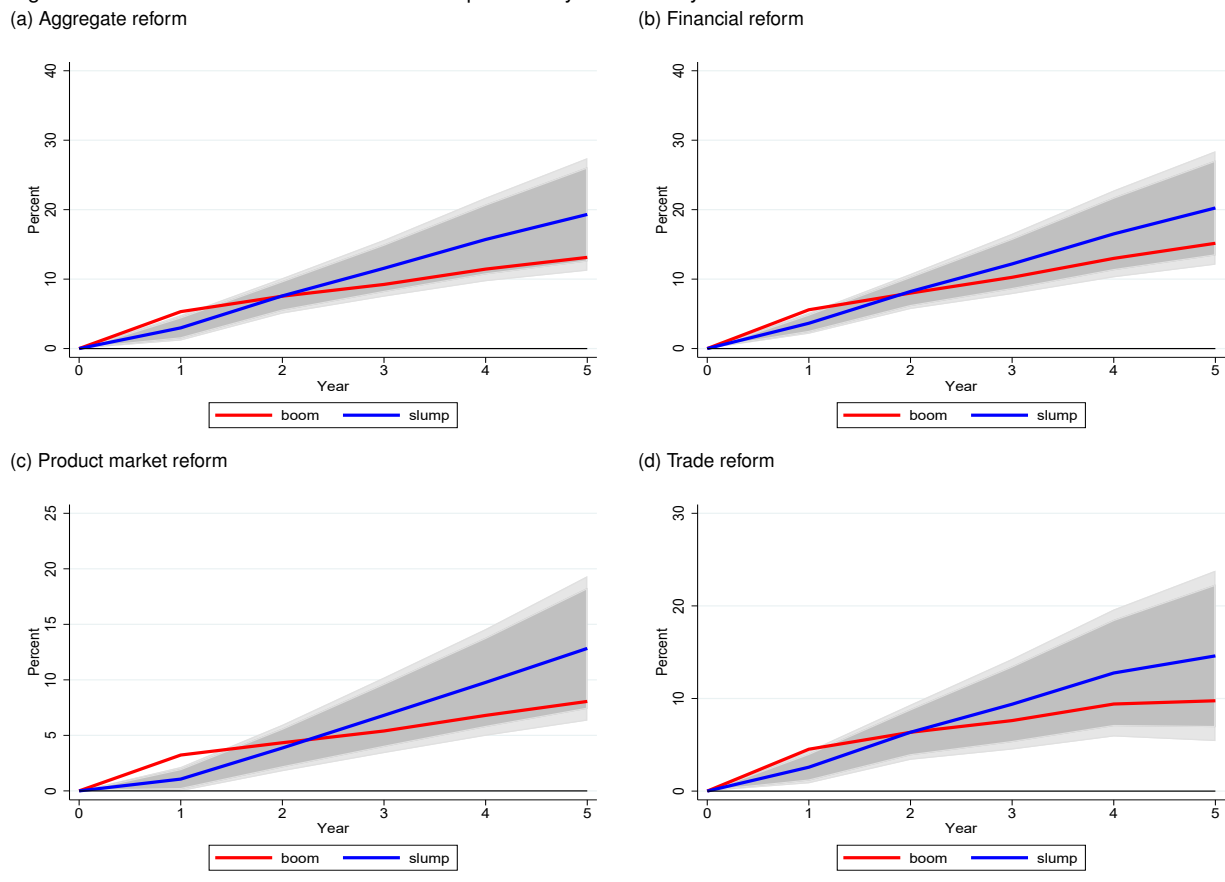 (a) Aggregate reform
(b) Financial reform
40
30
20
10
0
Percent
0 1 2 3 4 5
Year
boom slump
40
30
20
10
0
Percent
0 1 2 3 4 5
Year
boom slump
(c) Product market reform
(d) Trade reform
25
20
15
10
5
0
Percent
0 1 2 3 4 5
Year
boom slump
30
20
10
0
Percent
0 1 2 3 4 5
Year
boom slump